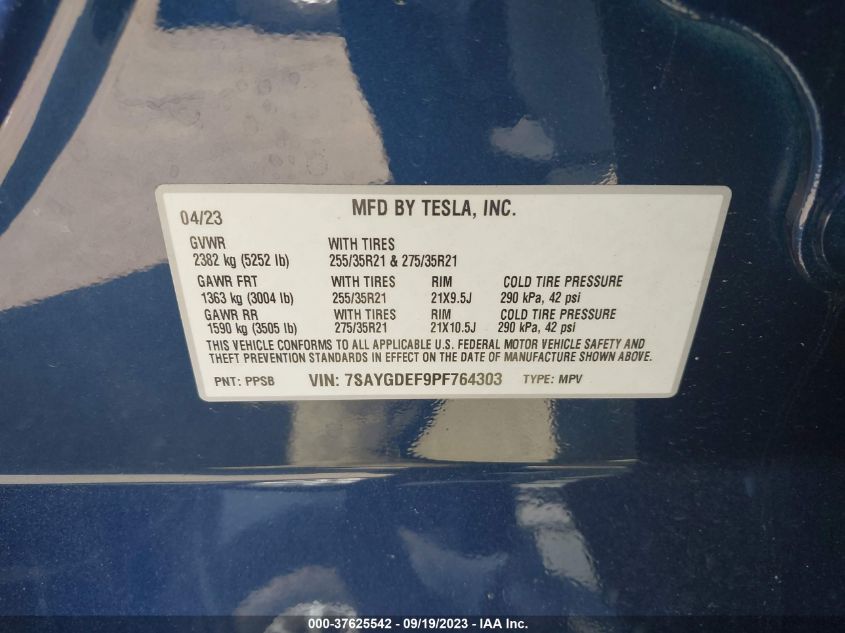 04/23 MFD BY TESLA, INC.
GVWR WITH TIRES
2382 kg (5252 lb) 255/35R21 & 275/35R21
GAWR FRT WITH TIRES RIM COLD TIRE PRESSURE
1363 kg (3004 lb) 255/35R21 21X9.5J 290 kPa, 42 psi
GAWR RR WITH TIRES RIM COLD TIRE PRESSURE
1590 kg (3505 lb) 275/35R21 21X10.5J 290 kPa, 42 psi
THIS VEHICLE CONFORMS TO ALL APPLICABLE U.S. FEDERAL MOTOR VEHICLE SAFETY AND
THEFT PREVENTION STANDARDS IN EFFECT ON THE DATE OF MANUFACTURE SHOWN ABOVE.
PNT: PPSB VIN: 7SAYGDEF9PF764303 TYPE: MPV
000-37625542 - 09/19/2023 - IAA Inc.